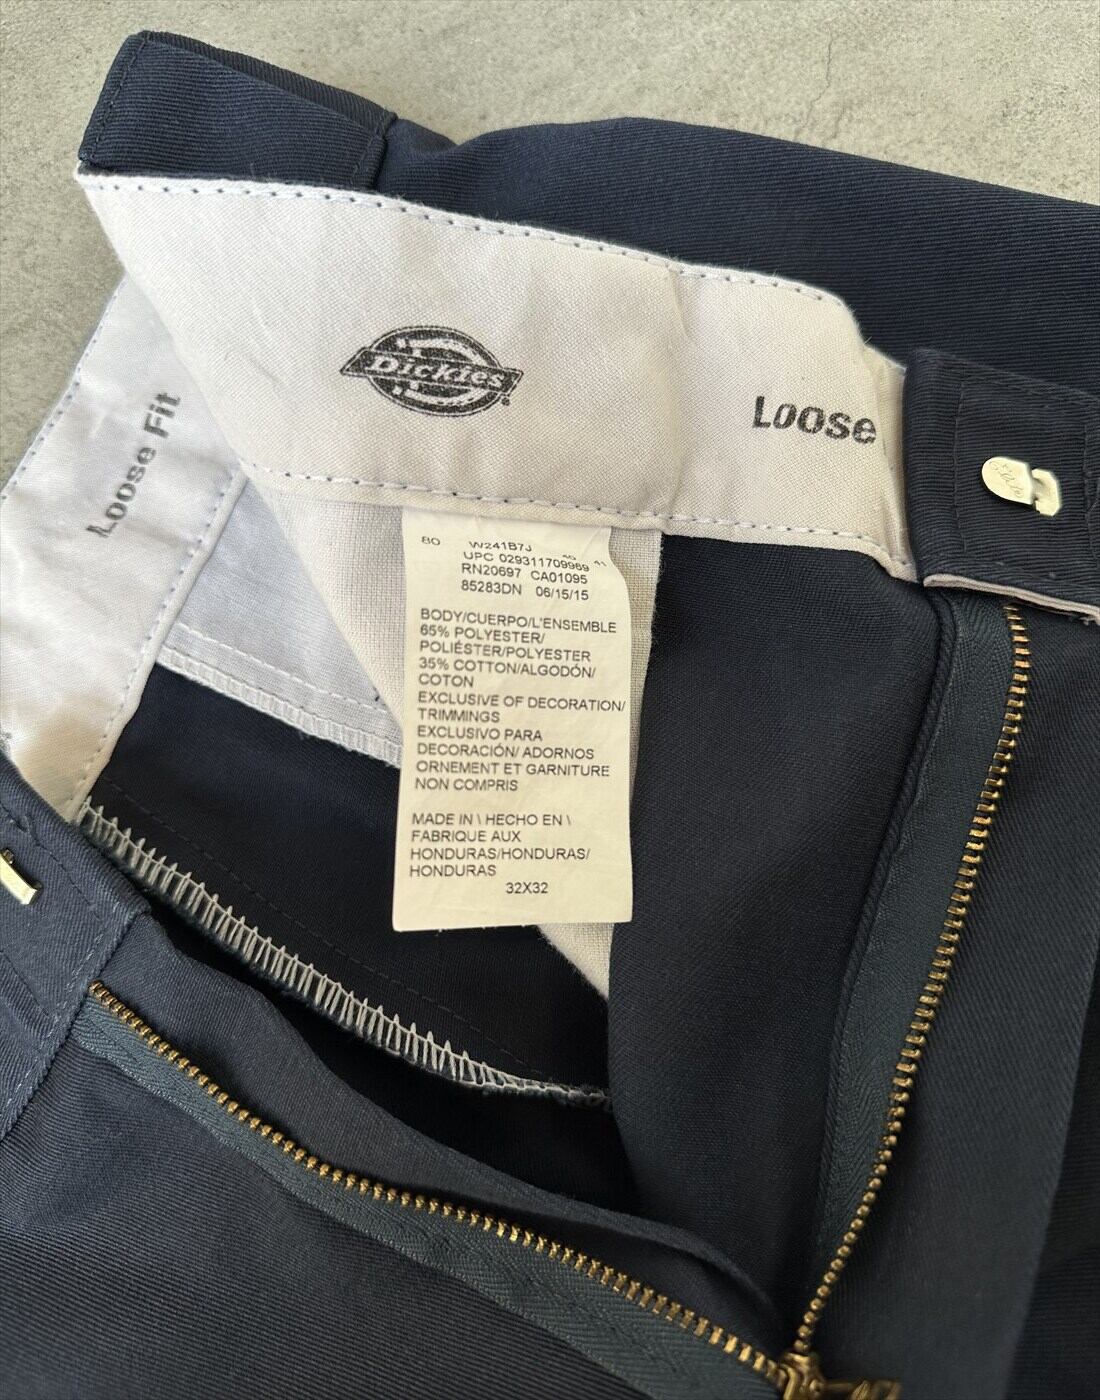 Dickies
Loose
Loose Fit
80 W241B7J
UPC 029311709969
RN20697 CA01095
85283DN 06/15/15
BODY/CUERPO/L'ENSEMBLE
65% POLYESTER/
POLIÉSTER/POLYESTER
35% COTTON/ALGODÓN/
COTON
EXCLUSIVE OF DECORATION/
TRIMMINGS
EXCLUSIVO PARA
DECORACIÓN/ ADORNOS
ORNEMENT ET GARNITURE
NON COMPRIS
MADE IN \ HECHO EN \
FABRIQUE AUX
HONDURAS/HONDURAS/
HONDURAS
32X32